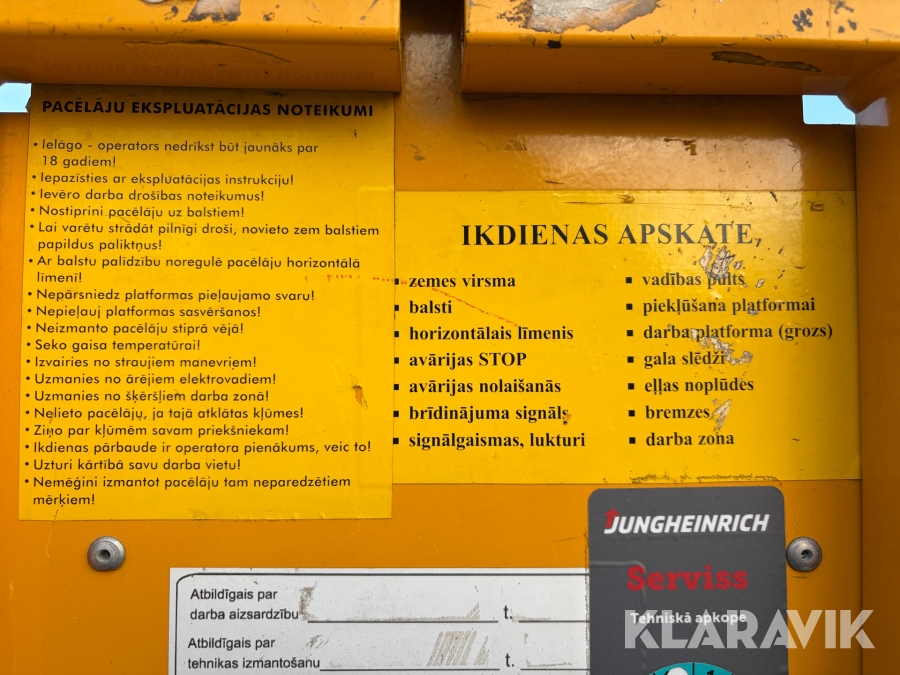 PACĒLĀJU EKSPLUATĀCIJAS NOTEIKUMI
• Ielāgo - operators nedrīkst būt jaunāks par
18 gadiem!
• Iepazīsties ar ekspluatācijas instrukciju!
• Ievēro darba drošības noteikumus!
• Nostiprini pacēlāju uz balstiem!
• Lai varētu strādāt pilnīgi droši, novieto zem balstiem
papildus paliktņus!
• Ar balstu palīdzību noregulē pacēlāju horizontālā
līmenī!
• Nepārsniedz platformas pieļaujamo svaru!
• Nepieļauj platformas sasvēršanos!
• Neizmanto pacēlāju stiprā vējā!
• Seko gaisa temperatūrai!
• Izvairies no straujiem manevriem!
• Uzmanies no ārējiem elektrovadiem!
• Uzmanies no šķēršļiem darba zonā!
• Nelieto pacēlāju, ja tajā atklātas kļūmes!
• Ziņo par kļūmēm savam priekšniekam!
• Ikdienas pārbaude ir operatora pienākums, veic to!
• Uzturi kārtībā savu darba vietu!
• Nemēģini izmantot pacēlāju tam neparedzētiem
mērķiem!
IKDIENAS APSKATE
▪ zemes virsma
▪ balsti
▪ horizontālais līmenis
▪ avārijas STOP
▪ avārijas nolaišanās
▪ brīdinājuma signāls
▪ signālgaismas, lukturi
▪ vadības pults
▪ piekļūšana platformai
▪ darba platforma (grozs)
▪ gala slēdži
▪ eļļas noplūdes
▪ bremzes
▪ darba zona
JUNGHEINRICH
Serviss
Tehniskā apkope
Atbildīgais par
darba aizsardzību t.
Atbildīgais par
tehnikas izmantošanu t.
KLARAVIK